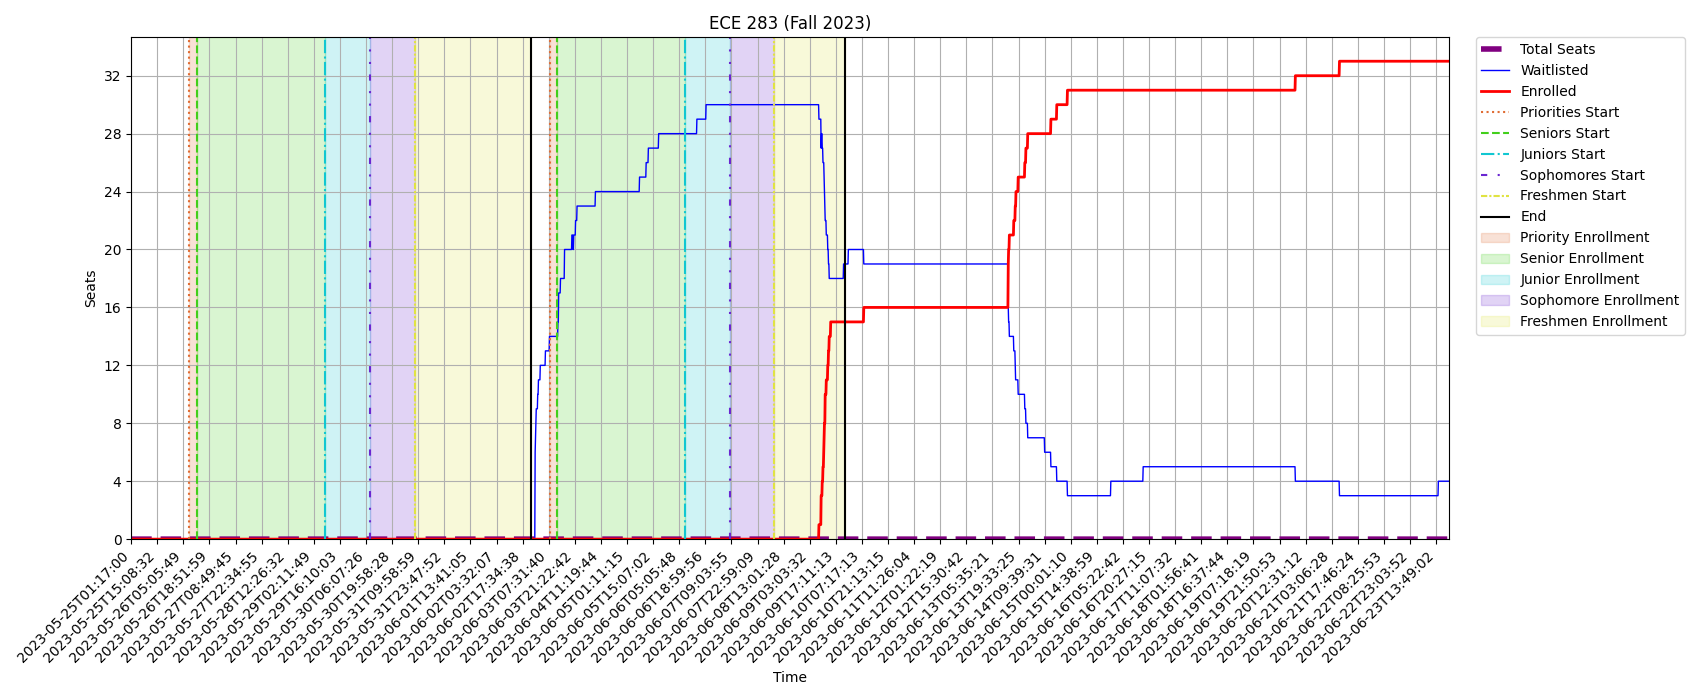 ECE 283 (Fall 2023)
Seats
32
28
24
20
16
12
8
4
0
2023-05-25T01:17:00
2023-05-25T15:08:32
2023-05-26T05:05:49
2023-05-26T18:51:59
2023-05-27T08:49:45
2023-05-27T22:34:55
2023-05-28T12:26:32
2023-05-29T02:11:49
2023-05-29T16:10:03
2023-05-30T06:07:26
2023-05-30T19:58:28
2023-05-31T09:58:59
2023-05-31T23:47:52
2023-06-01T13:41:05
2023-06-02T03:32:07
2023-06-02T17:34:38
2023-06-03T07:31:40
2023-06-03T21:22:42
2023-06-04T11:19:44
2023-06-05T01:11:15
2023-06-05T15:07:02
2023-06-06T05:05:48
2023-06-06T18:59:56
2023-06-07T09:03:55
2023-06-07T22:59:09
2023-06-08T13:01:28
2023-06-09T03:03:32
2023-06-09T17:11:13
2023-06-10T07:17:13
2023-06-10T21:13:15
2023-06-11T11:26:04
2023-06-12T01:22:19
2023-06-12T15:30:42
2023-06-13T05:35:21
2023-06-13T19:33:25
2023-06-14T09:39:31
2023-06-15T00:01:10
2023-06-15T14:38:59
2023-06-16T05:22:42
2023-06-16T20:27:15
2023-06-17T11:07:32
2023-06-18T01:56:41
2023-06-18T16:37:44
2023-06-19T07:18:19
2023-06-19T21:50:53
2023-06-20T12:31:12
2023-06-21T03:06:28
2023-06-21T17:46:24
2023-06-22T08:25:53
2023-06-22T23:03:52
2023-06-23T13:49:02
Time
Total Seats
Waitlisted
Enrolled
Priorities Start
Seniors Start
Juniors Start
Sophomores Start
Freshmen Start
End
Priority Enrollment
Senior Enrollment
Junior Enrollment
Sophomore Enrollment
Freshmen Enrollment